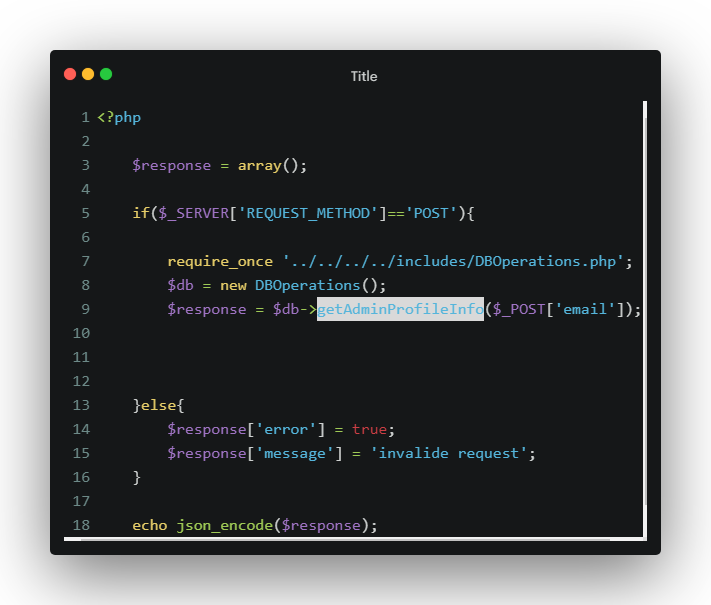 Title
1 <?php
2
3     $response = array();
4
5     if($_SERVER['REQUEST_METHOD']=='POST'){
6
7         require_once '../../../../includes/DBOperations.php';
8         $db = new DBOperations();
9         $response = $db->getAdminProfileInfo($_POST['email']);
10
11
12
13     }else{
14         $response['error'] = true;
15         $response['message'] = 'invalide request';
16     }
17
18     echo json_encode($response);